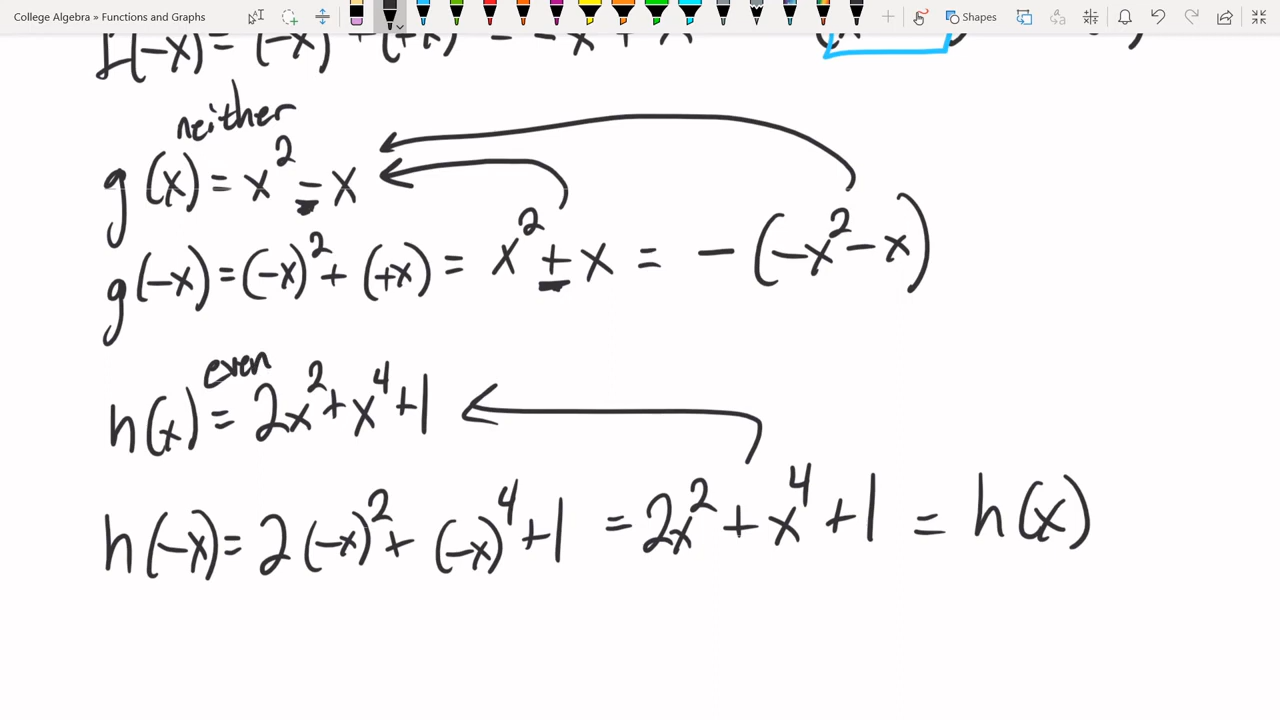 College Algebra » Functions and Graphs
Shapes
neither
g(x) = x² - x
g(-x) = (-x)² + (+x) = x² + x = - (-x² - x)
even
h(x) = 2x² + x⁴ + 1
h(-x) = 2(-x)² + (-x)⁴ + 1 = 2x² + x⁴ + 1 = h(x)